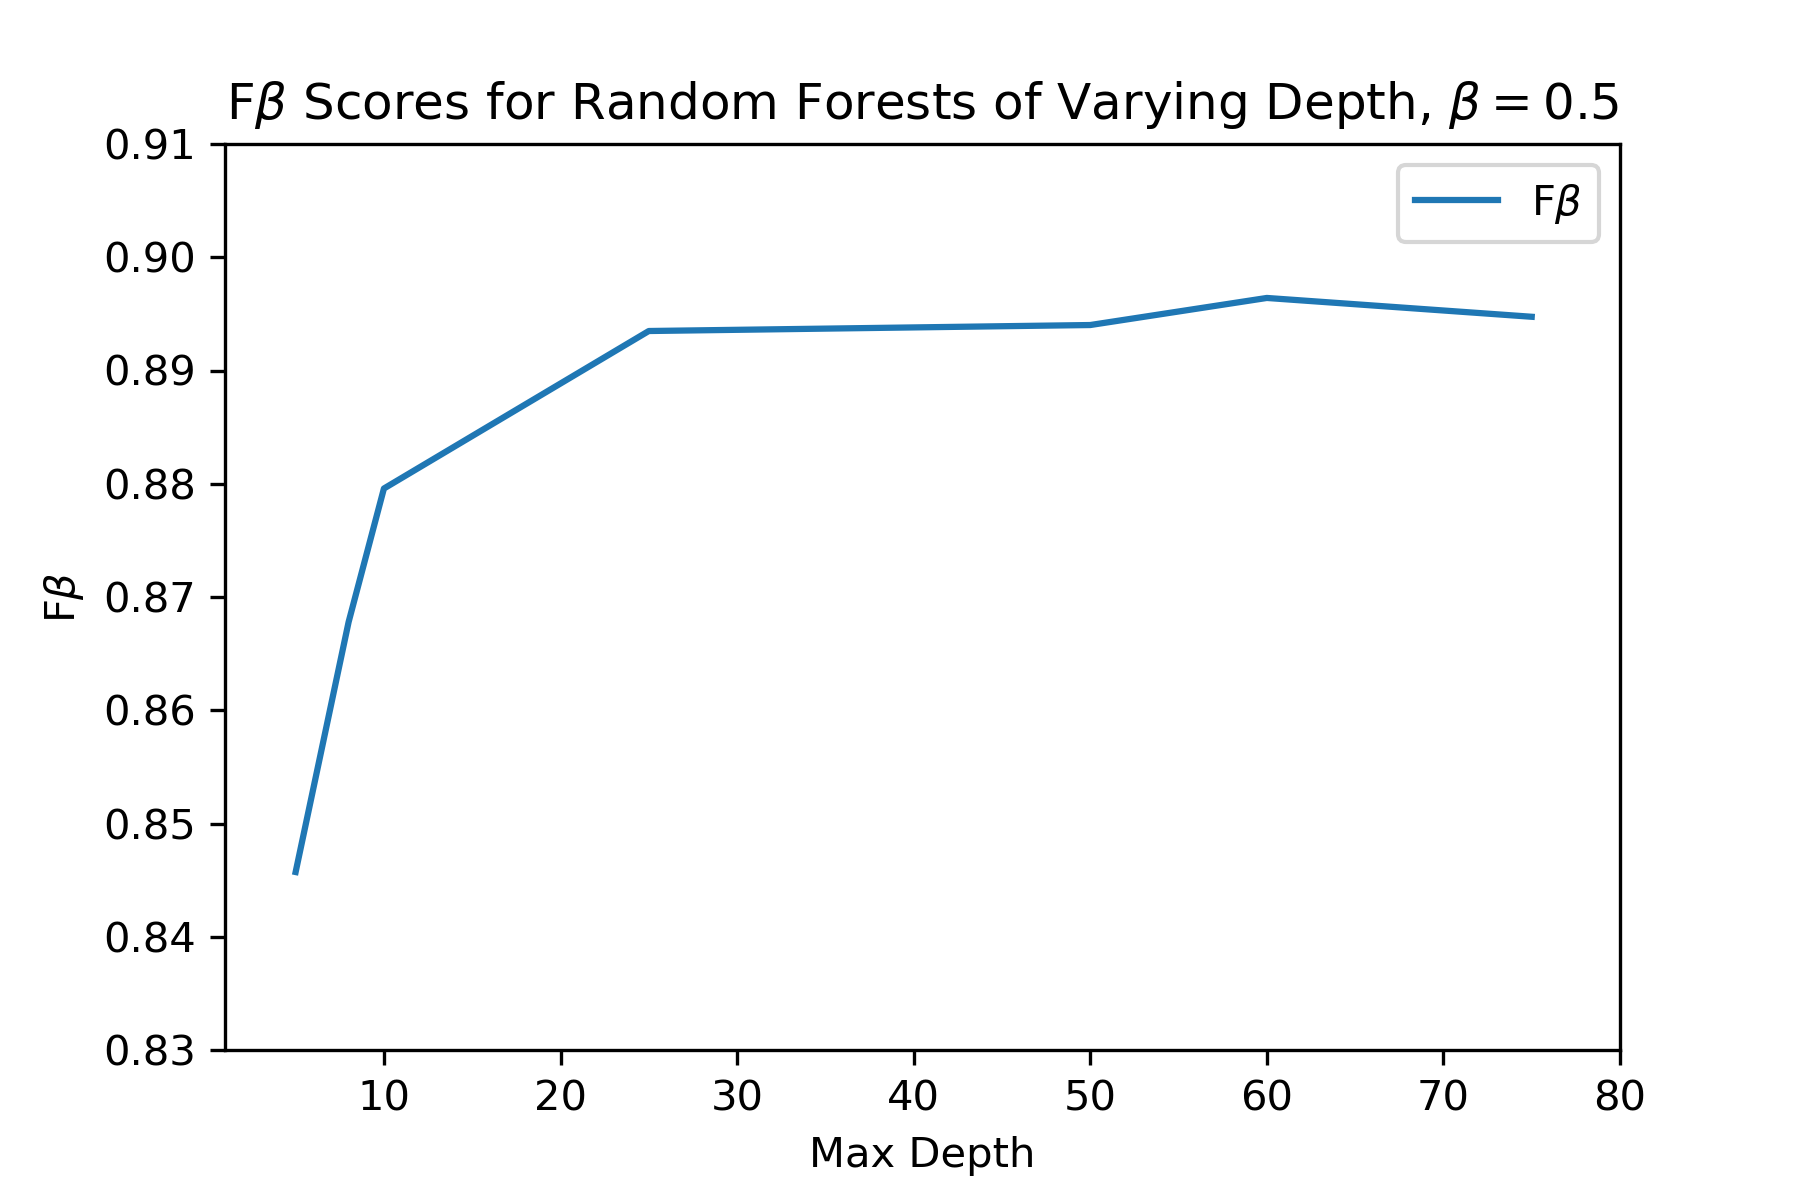 Fβ Scores for Random Forests of Varying Depth, β = 0.5
Fβ
0.91
0.90
0.89
0.88
0.87
0.86
0.85
0.84
0.83
Fβ
10 20 30 40 50 60 70 80
Max Depth